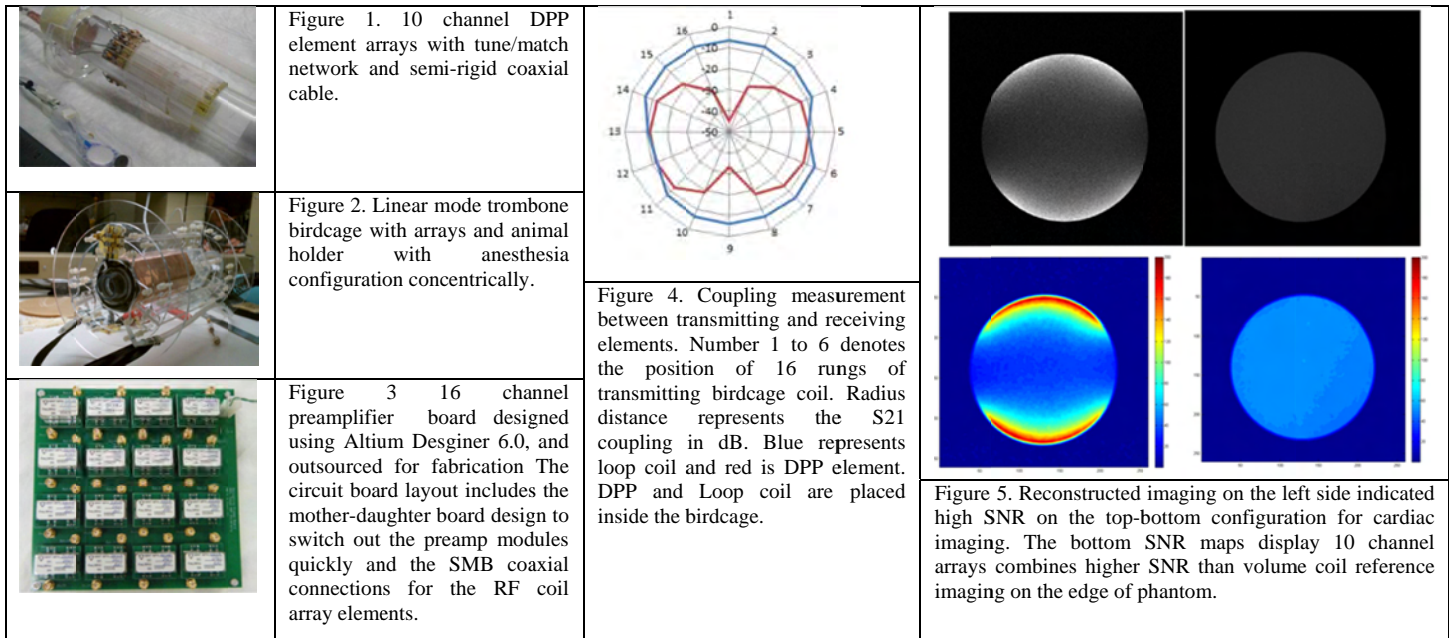 Figure 1. 10 channel DPP
element arrays with tune/match
network and semi-rigid coaxial
cable.
Figure 2. Linear mode trombone
birdcage with arrays and animal
holder with anesthesia
configuration concentrically.
Figure 3 16 channel
preamplifier board designed
using Altium Desginer 6.0, and
outsourced for fabrication The
circuit board layout includes the
mother-daughter board design to
switch out the preamp modules
quickly and the SMB coaxial
connections for the RF coil
array elements.
1
2
3
4
5
6
7
8
9
10
11
12
13
14
15
16
-0
-10
-20
-30
-40
-50
Figure 4. Coupling measurement
between transmitting and receiving
elements. Number 1 to 6 denotes
the position of 16 rungs of
transmitting birdcage coil. Radius
distance represents the S21
coupling in dB. Blue represents
loop coil and red is DPP element.
DPP and Loop coil are placed
inside the birdcage.
Figure 5. Reconstructed imaging on the left side indicated
high SNR on the top-bottom configuration for cardiac
imaging. The bottom SNR maps display 10 channel
arrays combines higher SNR than volume coil reference
imaging on the edge of phantom.